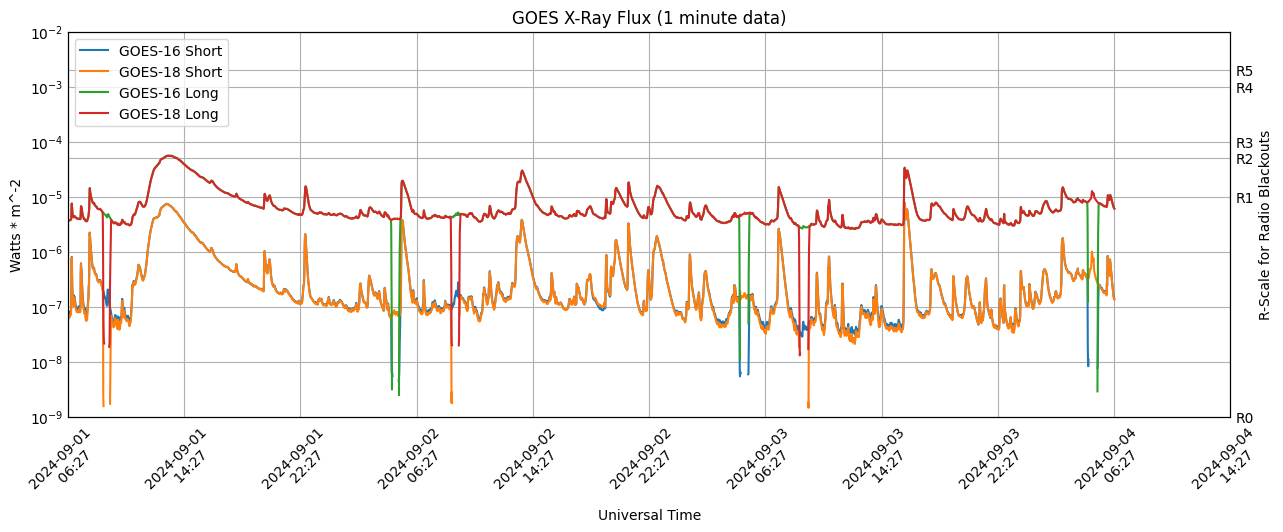 GOES X-Ray Flux (1 minute data)
GOES-16 Short
GOES-18 Short
GOES-16 Long
GOES-18 Long
Watts * m^-2
10⁻²
10⁻³
10⁻⁴
10⁻⁵
10⁻⁶
10⁻⁷
10⁻⁸
10⁻⁹
R5
R4
R3
R2
R1
R0
R-Scale for Radio Blackouts
2024-09-01
06:27
2024-09-01
14:27
2024-09-01
22:27
2024-09-02
06:27
2024-09-02
14:27
2024-09-02
22:27
2024-09-03
06:27
2024-09-03
14:27
2024-09-03
22:27
2024-09-04
06:27
2024-09-04
14:27
Universal Time